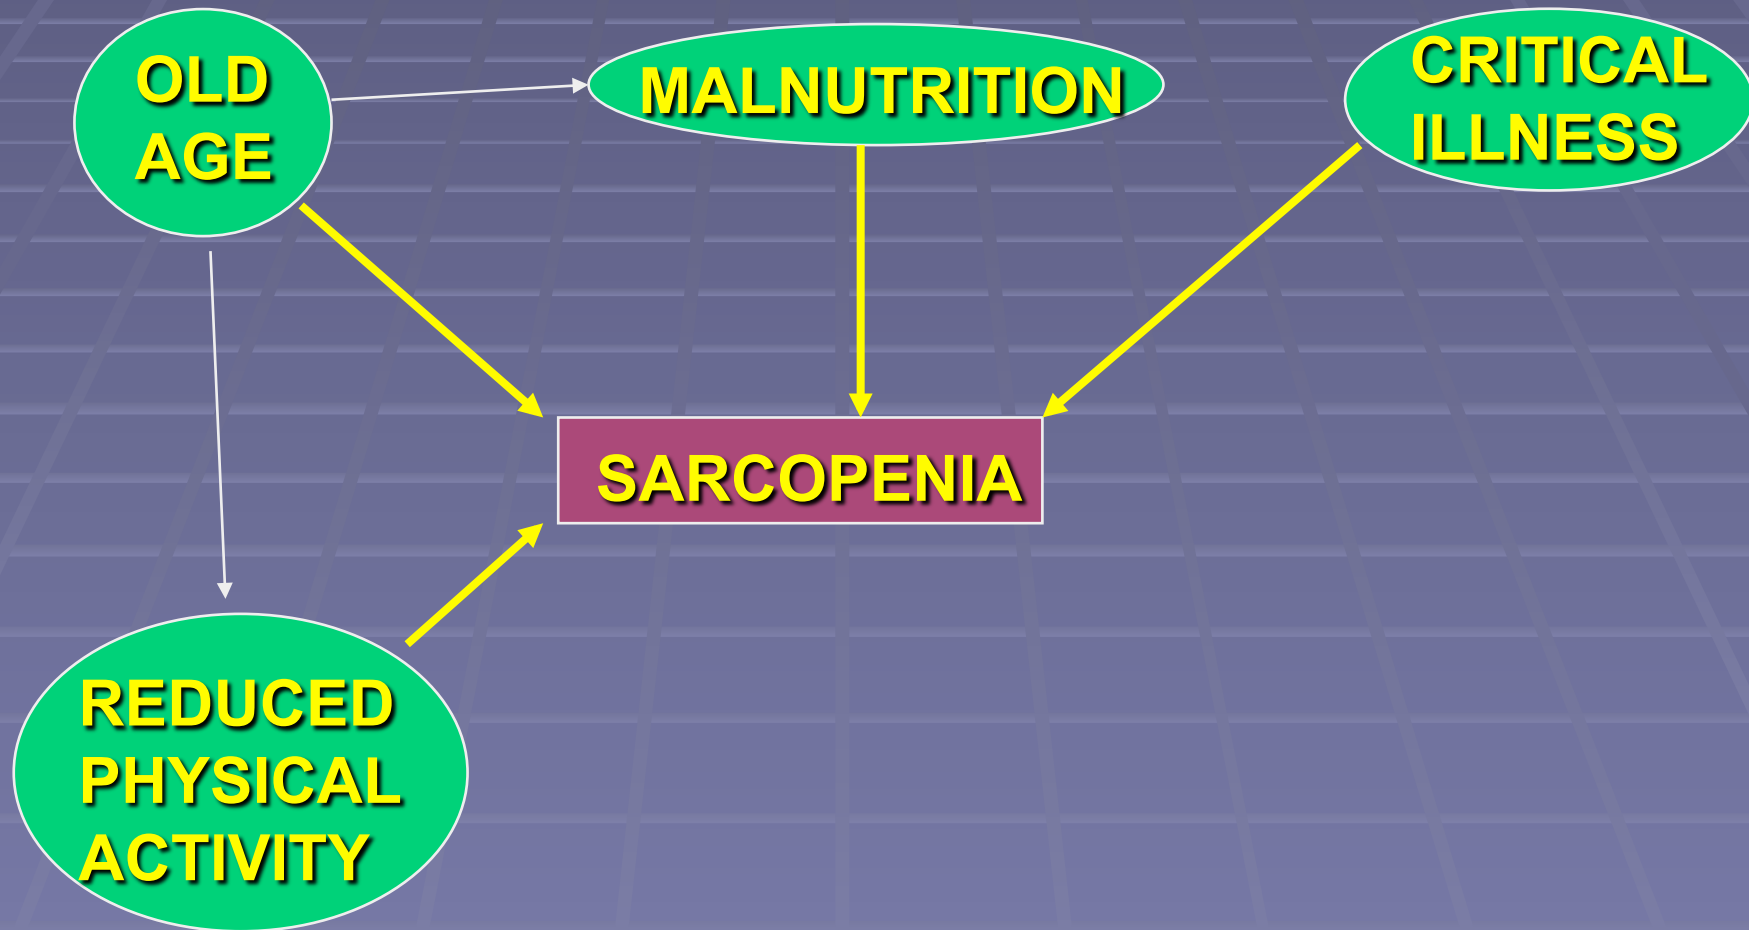 OLD
AGE
MALNUTRITION
CRITICAL
ILLNESS
SARCOPENIA
REDUCED
PHYSICAL
ACTIVITY